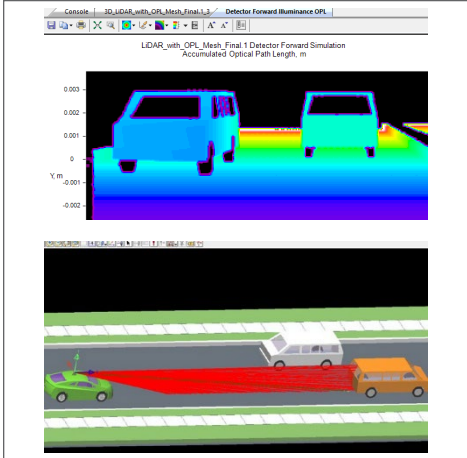 Console
3D_LiDAR_with_OPL_Mesh_Final.1_3
Detector Forward Illuminance OPL
A A
LiDAR_with_OPL_Mesh_Final.1 Detector Forward Simulation
Accumulated Optical Path Length, m
0.003
0.002
0.001
0
Y, m
-0.001
-0.002